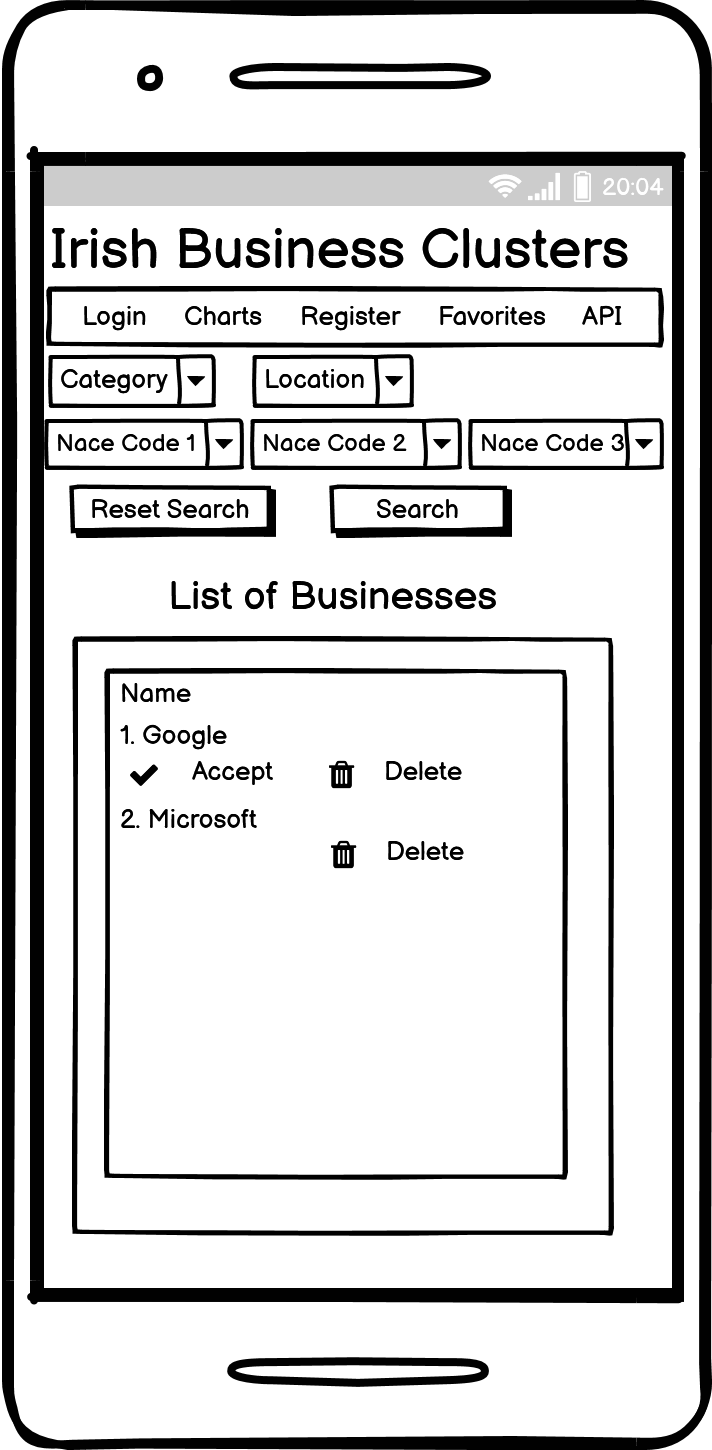 20:04
Irish Business Clusters
Login Charts Register Favorites API
Category Location
Nace Code 1 Nace Code 2 Nace Code 3
Reset Search Search
List of Businesses
Name
1. Google
Accept Delete
2. Microsoft
Delete